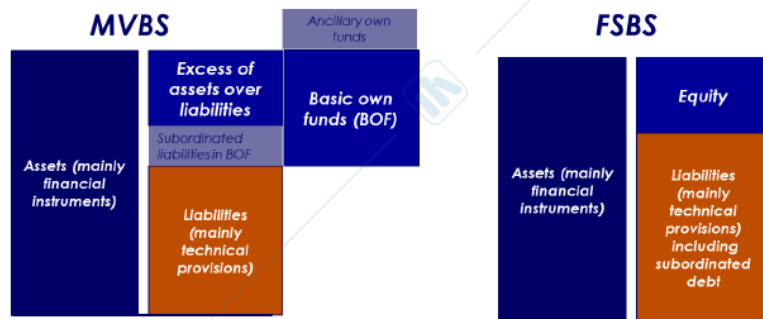 MVBS
Ancillary own
funds
FSBS
Excess of
assets over
liabilities
Basic own
funds (BOF)
Equity
Subordinated
liabilities in BOF
Assets (mainly
financial
instruments)
Liabilities
(mainly
technical
provisions)
Assets (mainly
financial
instruments)
Liabilities
(mainly
technical
provisions)
including
subordinated
debt